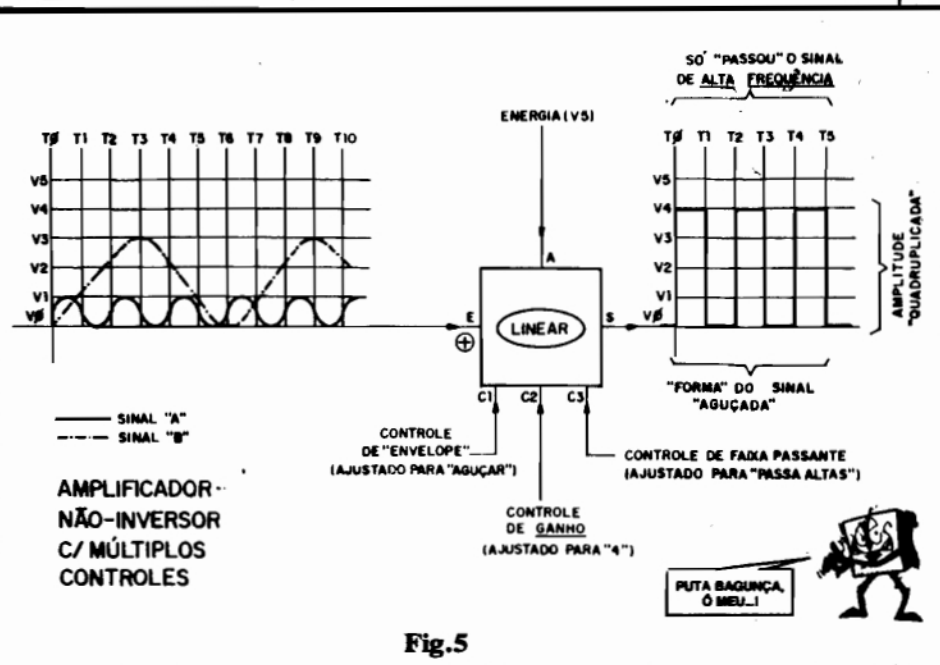 SÓ "PASSOU" O SINAL
DE ALTA FREQUÊNCIA
ENERGIA (V5)
TØ T1 T2 T3 T4 T5 T6 T7 T8 T9 T10
V5
V4
V3
V2
V1
VØ
TØ T1 T2 T3 T4 T5
V5
V4
V3
V2
V1
VØ
AMPLITUDE
"QUADRUPLICADA"
A
E
+
LINEAR
S
C1 C2 C3
"FORMA" DO SINAL
"AGUÇADA"
SINAL "A"
SINAL "B"
CONTROLE
DE "ENVELOPE"
(AJUSTADO PARA "AGUÇAR")
CONTROLE DE FAIXA PASSANTE
(AJUSTADO PARA "PASSA ALTAS")
CONTROLE
DE GANHO
(AJUSTADO PARA "4")
AMPLIFICADOR
NÃO-INVERSOR
C/ MÚLTIPLOS
CONTROLES
PUTA BAGUNÇA,
Ô MEU...!
Fig.5